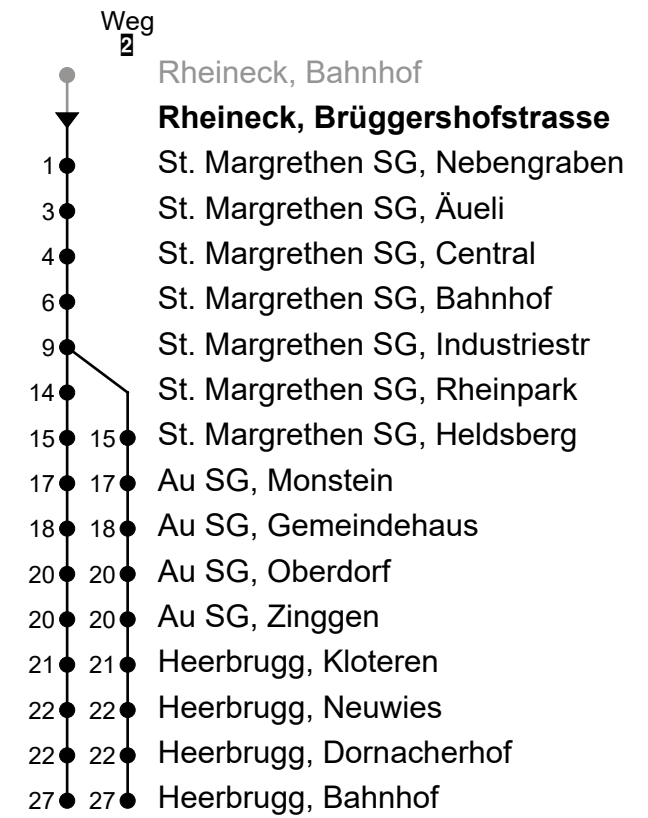 Weg
2
Rheineck, Bahnhof
Rheineck, Brüggershofstrasse
1 St. Margrethen SG, Nebengraben
3 St. Margrethen SG, Äueli
4 St. Margrethen SG, Central
6 St. Margrethen SG, Bahnhof
9 St. Margrethen SG, Industriestr
14 St. Margrethen SG, Rheinpark
15 15 St. Margrethen SG, Heldsberg
17 17 Au SG, Monstein
18 18 Au SG, Gemeindehaus
20 20 Au SG, Oberdorf
20 20 Au SG, Zinggen
21 21 Heerbrugg, Kloteren
22 22 Heerbrugg, Neuwies
22 22 Heerbrugg, Dornacherhof
27 27 Heerbrugg, Bahnhof